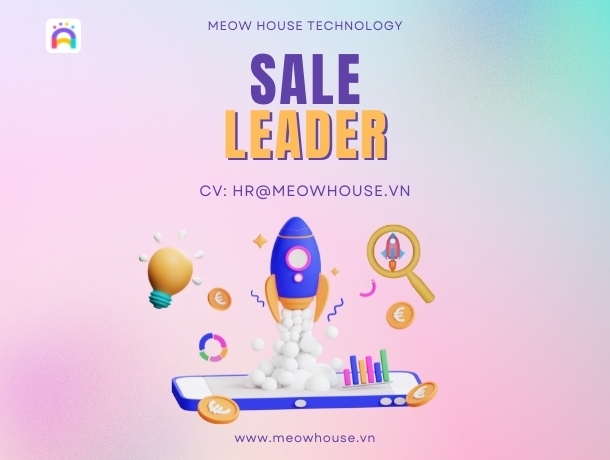 MEOW HOUSE TECHNOLOGY
SALE
LEADER
CV: HR@MEOWHOUSE.VN
€
€
€
€
www.meowhouse.vn